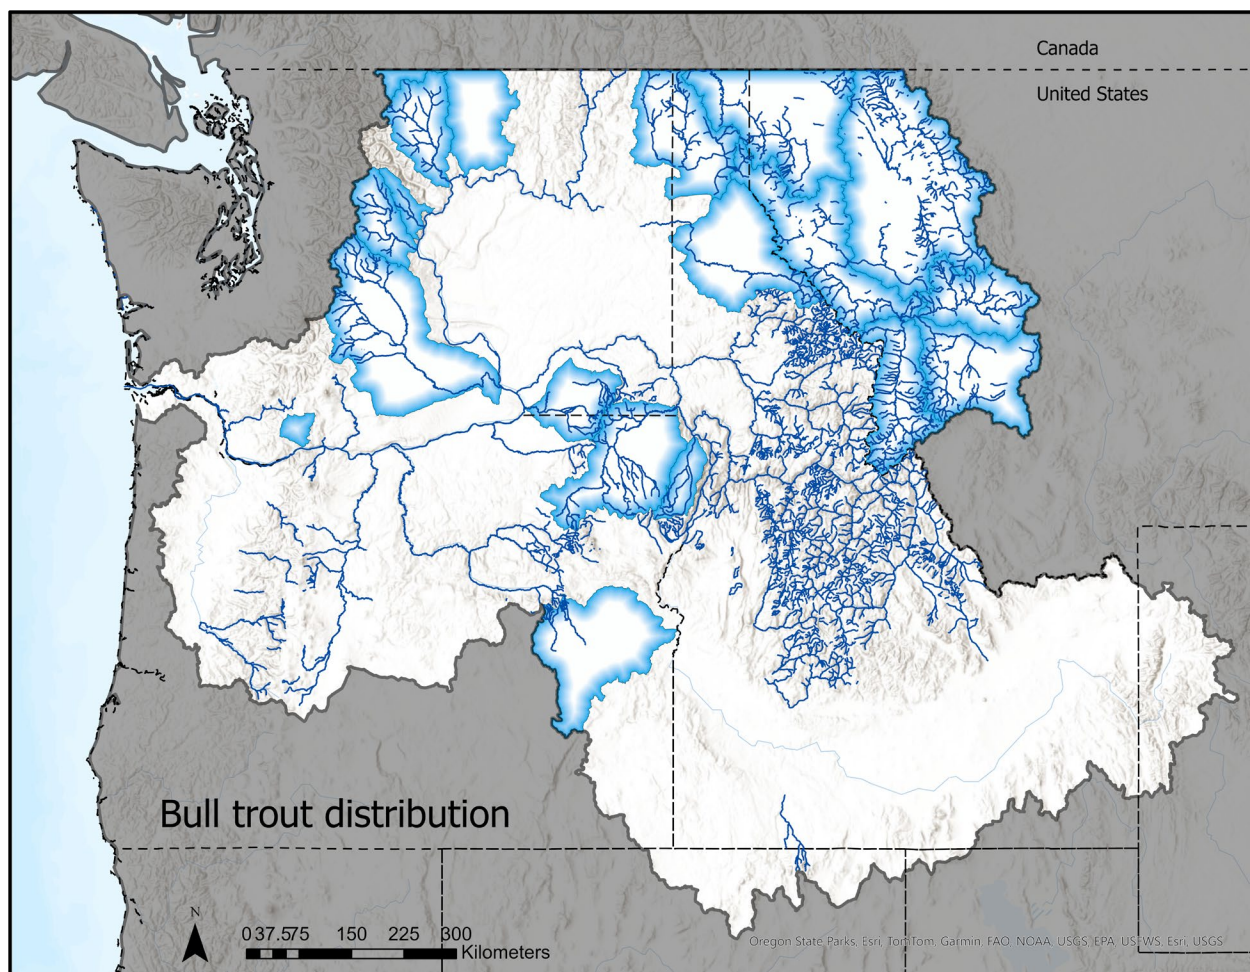 Canada
United States
Bull trout distribution
N
0 37.5 75 150 225 300
Kilometers
Oregon State Parks, Esri, TomTom, Garmin, FAO, NOAA, USGS, EPA, USFWS, Esri, USGS